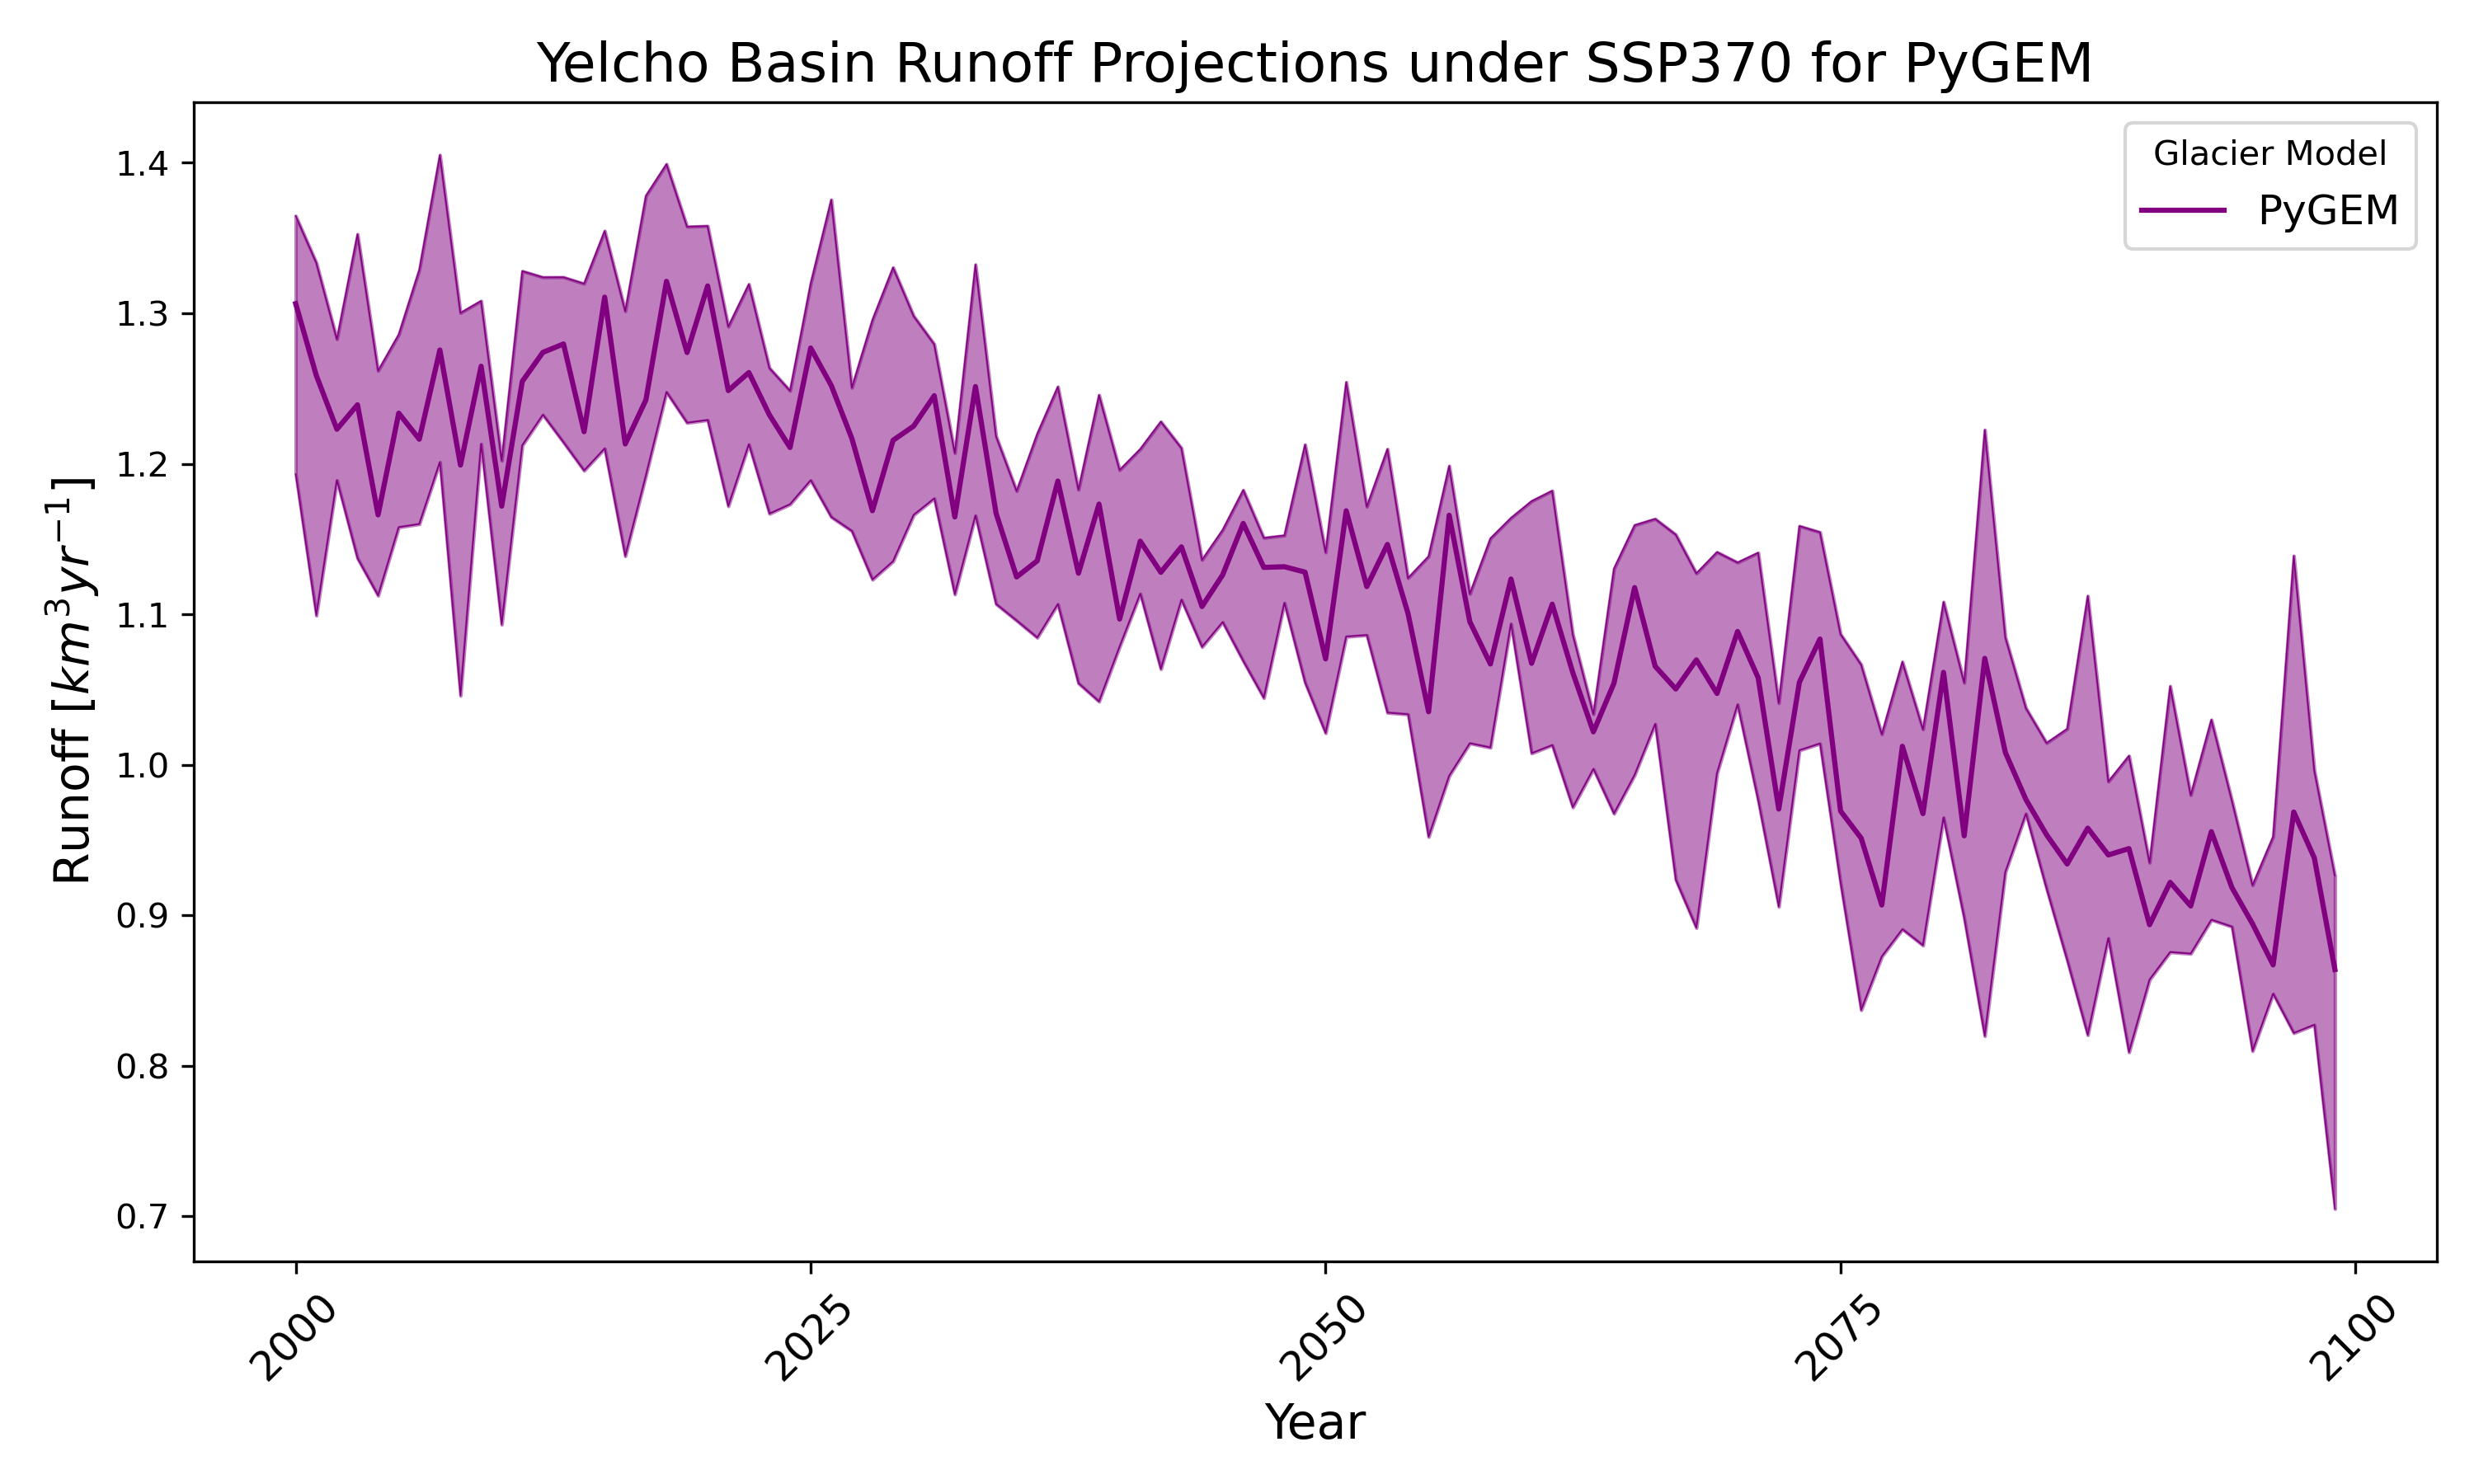 Yelcho Basin Runoff Projections under SSP370 for PyGEM
Glacier Model
PyGEM
Runoff [km³yr⁻¹]
1.4
1.3
1.2
1.1
1.0
0.9
0.8
0.7
2000
2025
2050
2075
2100
Year